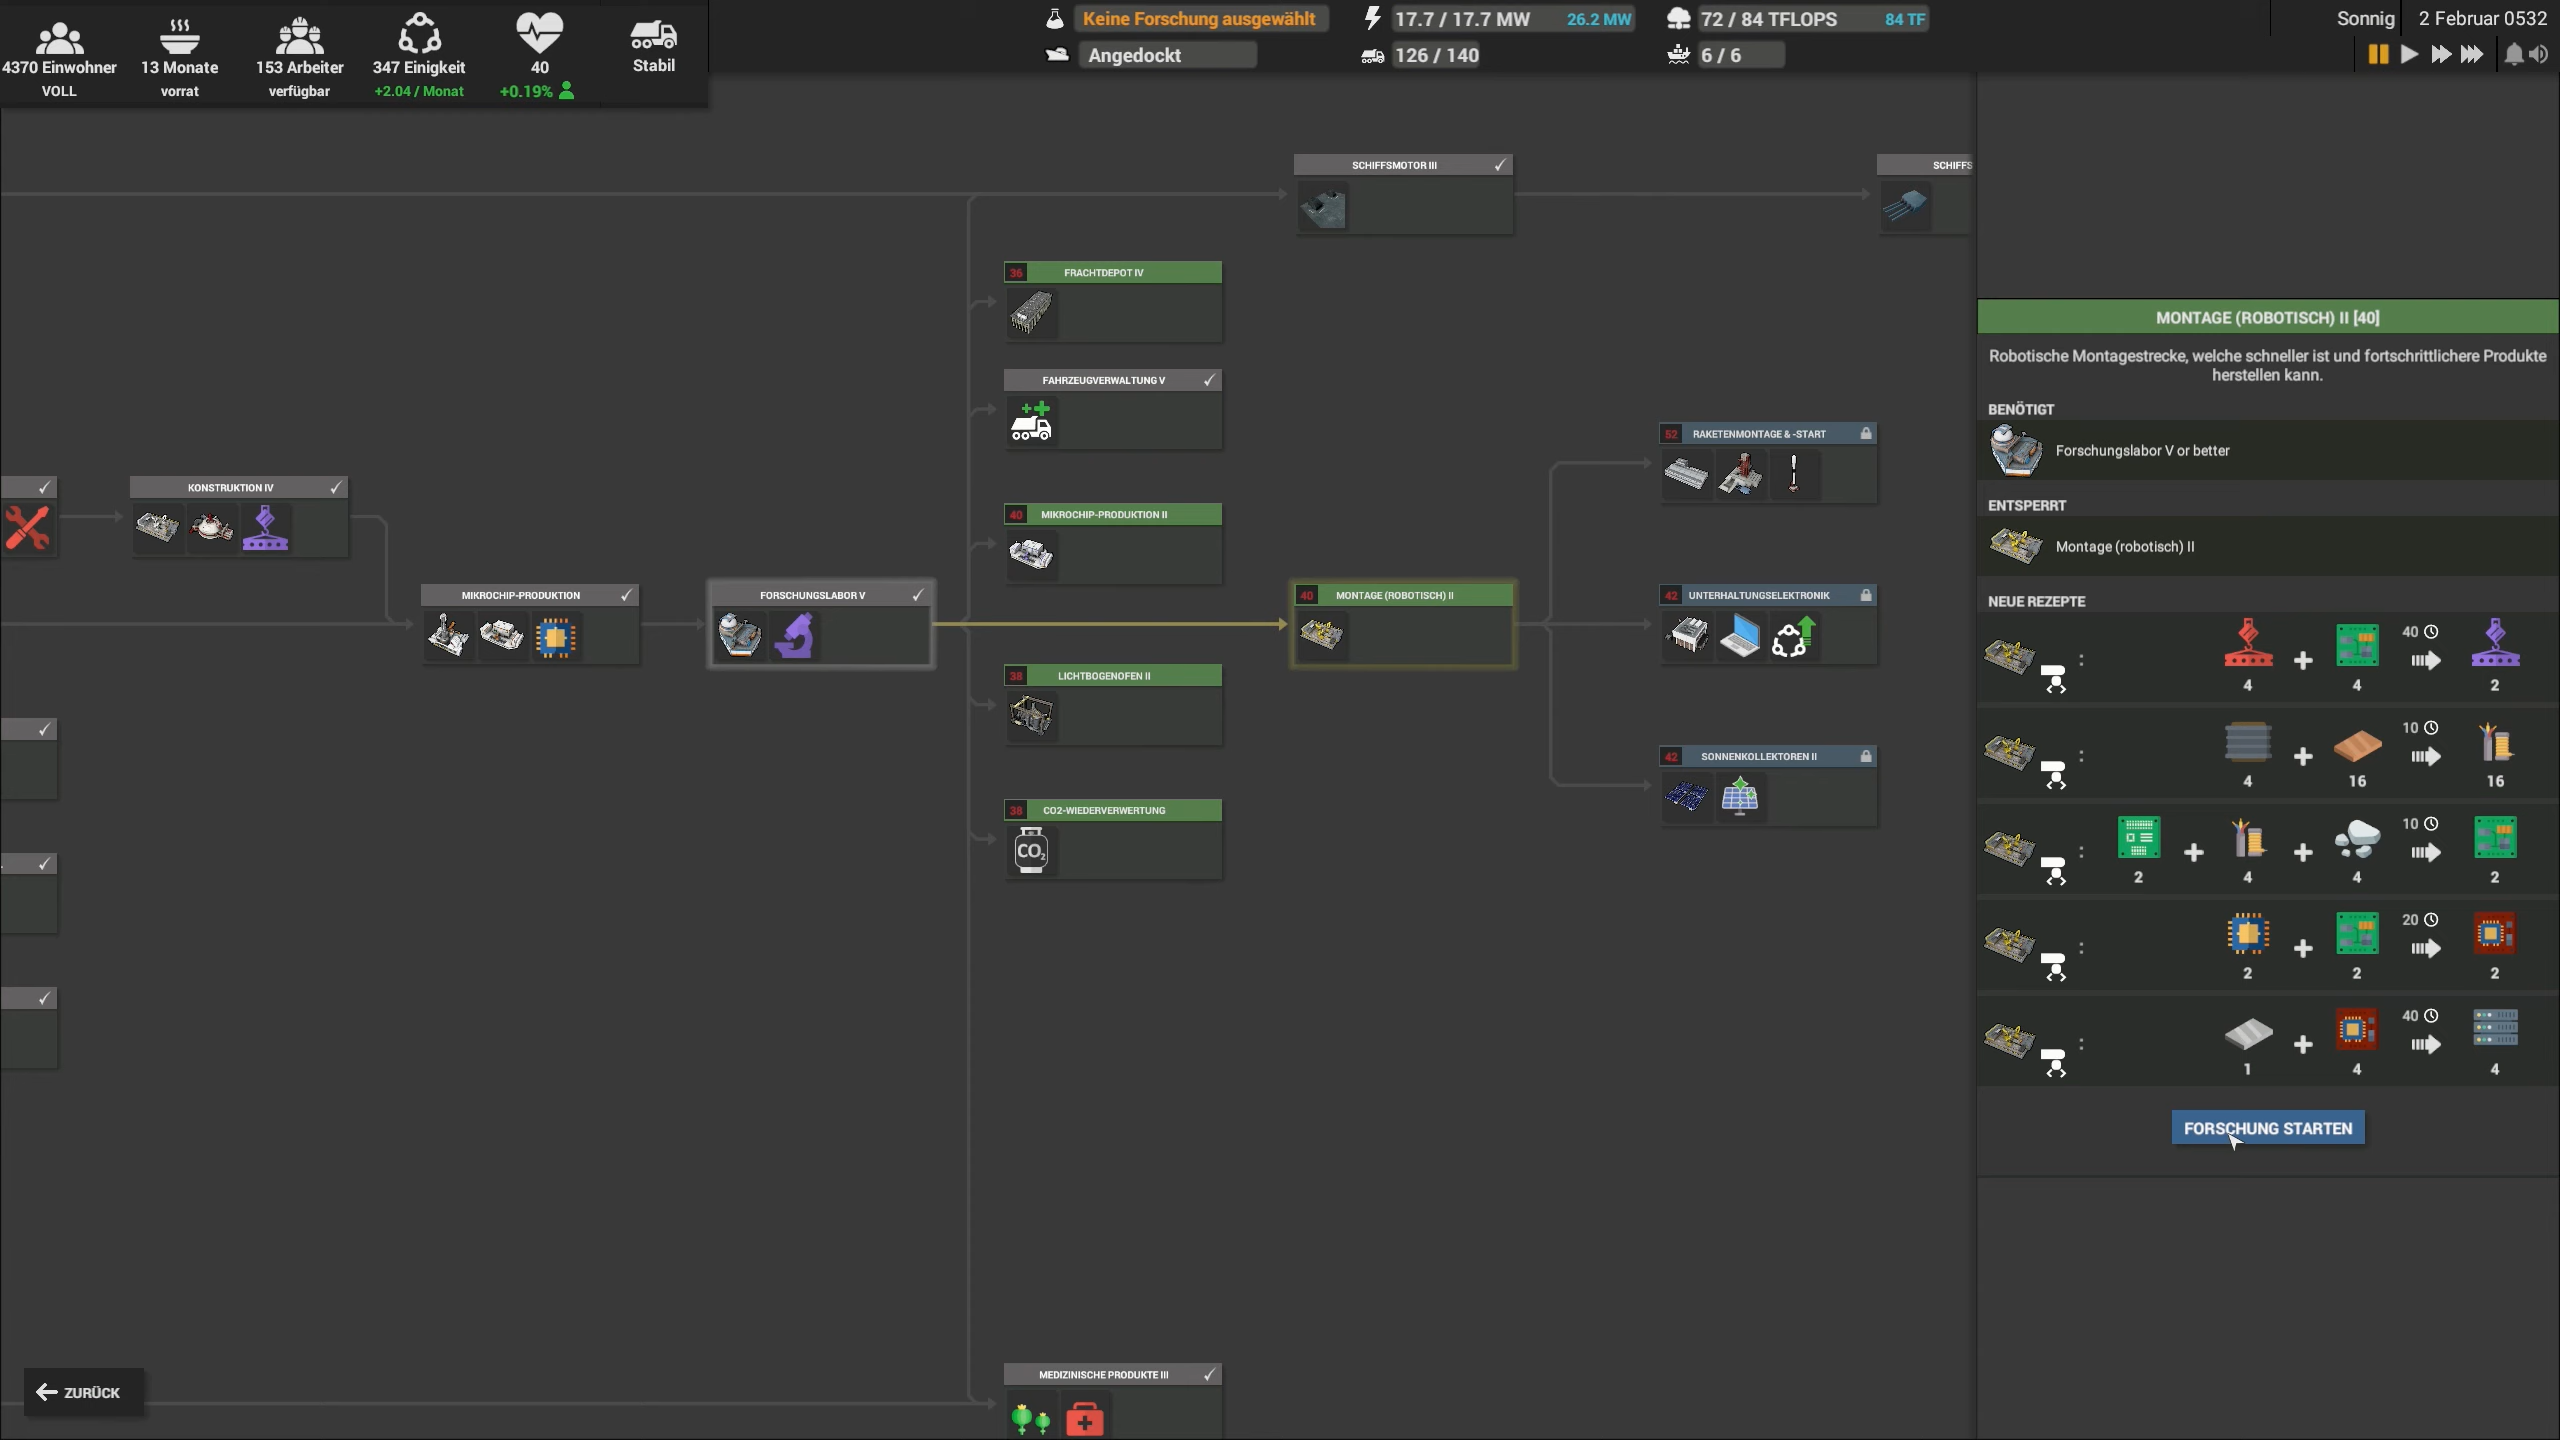 4370 Einwohner
VOLL
13 Monate
vorrat
153 Arbeiter
verfügbar
347 Einigkeit
+2.04 / Monat
40
+0.19%
Stabil
Keine Forschung ausgewählt
Angedockt
17.7 / 17.7 MW 26.2 MW
126 / 140
72 / 84 TFLOPS 84 TF
6 / 6
Sonnig 2 Februar 0532
SCHIFFSMOTOR III
SCHIFFS
36 FRACHTDEPOT IV
FAHRZEUGVERWALTUNG V
52 RAKETENMONTAGE & -START
KONSTRUKTION IV
40 MIKROCHIP-PRODUKTION II
MIKROCHIP-PRODUKTION
FORSCHUNGSLABOR V
40 MONTAGE (ROBOTISCH) II
42 UNTERHALTUNGSELEKTRONIK
38 LICHTBOGENOFEN II
42 SONNENKOLLEKTOREN II
38 CO2-WIEDERVERWERTUNG
CO2
MEDIZINISCHE PRODUKTE III
ZURÜCK
MONTAGE (ROBOTISCH) II [40]
Robotische Montagestrecke, welche schneller ist und fortschrittlichere Produkte
herstellen kann.
BENÖTIGT
Forschungslabor V or better
ENTSPERRT
Montage (robotisch) II
NEUE REZEPTE
: 4 + 4 40 2
: 4 + 16 10 16
: 2 + 4 + 4 10 2
: 2 + 2 20 2
: 1 + 4 40 4
FORSCHUNG STARTEN